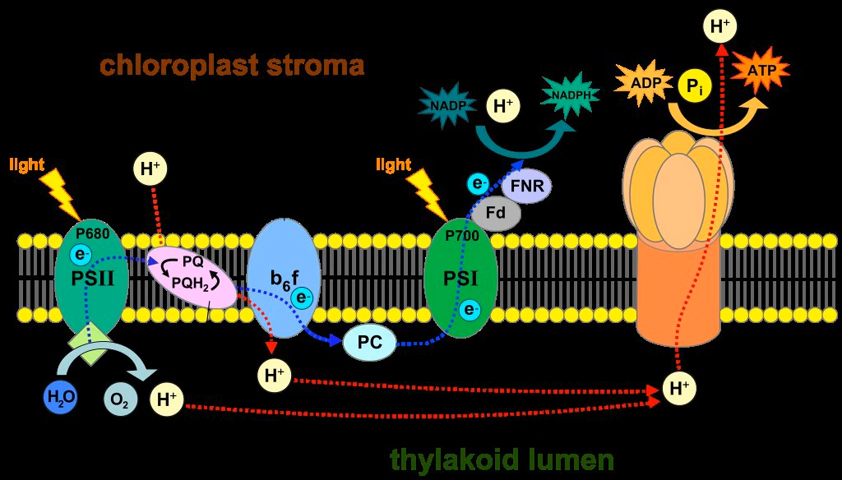 H⁺
chloroplast stroma
ADP
Pi
ATP
NADP
H⁺
NADPH
light
H⁺
light
e-
FNR
Fd
P680
e-
PSII
PQ
PQH₂
b₆f
e-
P700
PSI
e-
PC
H₂O
O₂
H⁺
H⁺
H⁺
thylakoid lumen